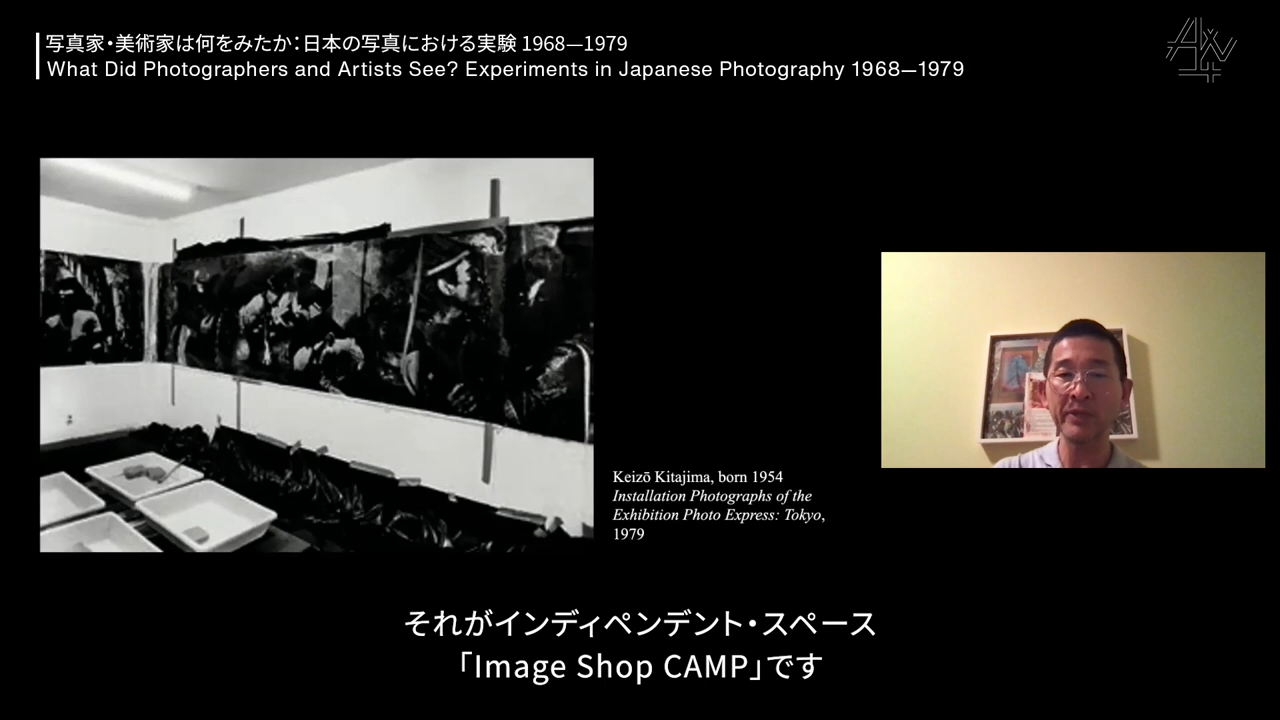 写真家・美術家は何をみたか：日本の写真における実験 1968—1979
What Did Photographers and Artists See? Experiments in Japanese Photography 1968—1979
Keizō Kitajima, born 1954
Installation Photographs of the
Exhibition Photo Express: Tokyo,
1979
それがインディペンデント・スペース
「Image Shop CAMP」です